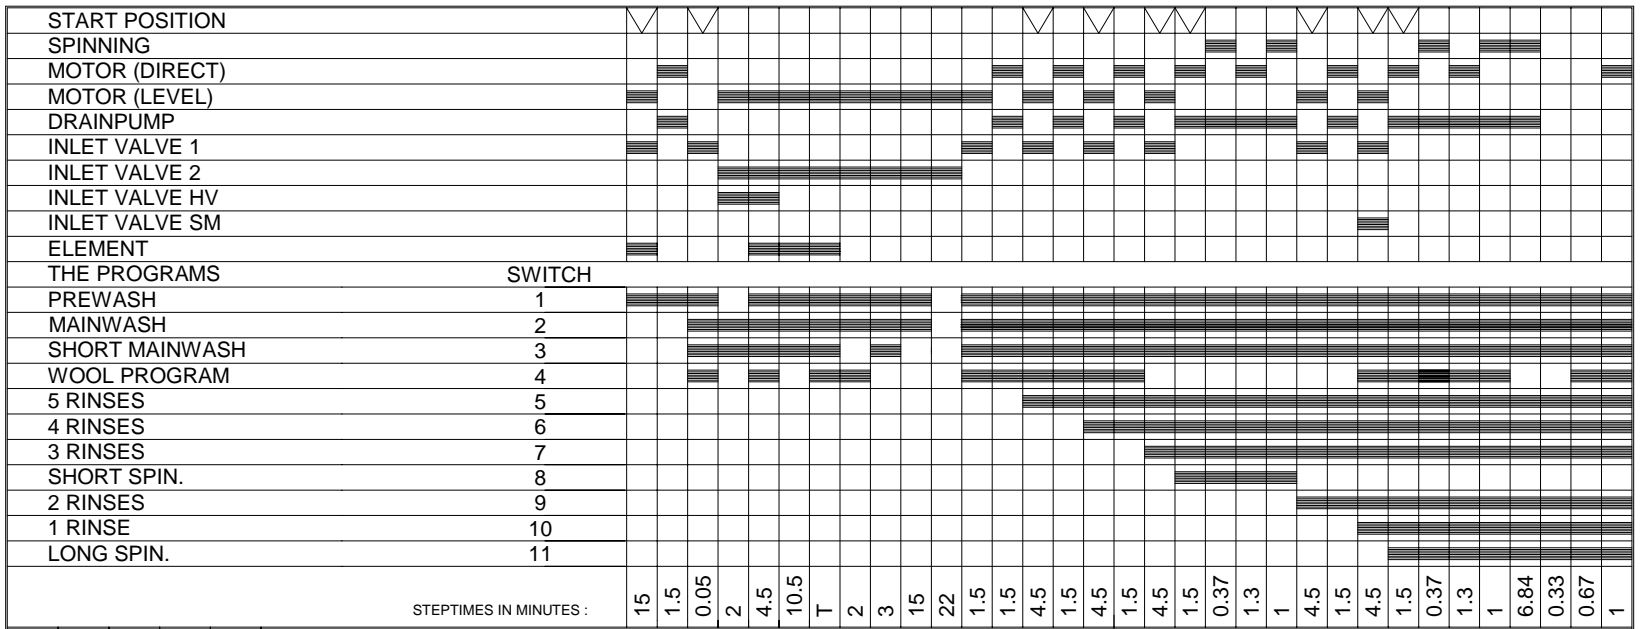 START POSITION
SPINNING
MOTOR (DIRECT)
MOTOR (LEVEL)
DRAINPUMP
INLET VALVE 1
INLET VALVE 2
INLET VALVE HV
INLET VALVE SM
ELEMENT
THE PROGRAMS SWITCH
PREWASH 1
MAINWASH 2
SHORT MAINWASH 3
WOOL PROGRAM 4
5 RINSES 5
4 RINSES 6
3 RINSES 7
SHORT SPIN. 8
2 RINSES 9
1 RINSE 10
LONG SPIN. 11
STEPTIMES IN MINUTES : 15 1.5 0.05 2 4.5 10.5 T 2 3 15 22 1.5 1.5 4.5 1.5 4.5 1.5 4.5 1.5 0.37 1.3 1 4.5 1.5 4.5 1.5 0.37 1.3 1 6.84 0.33 0.67 1